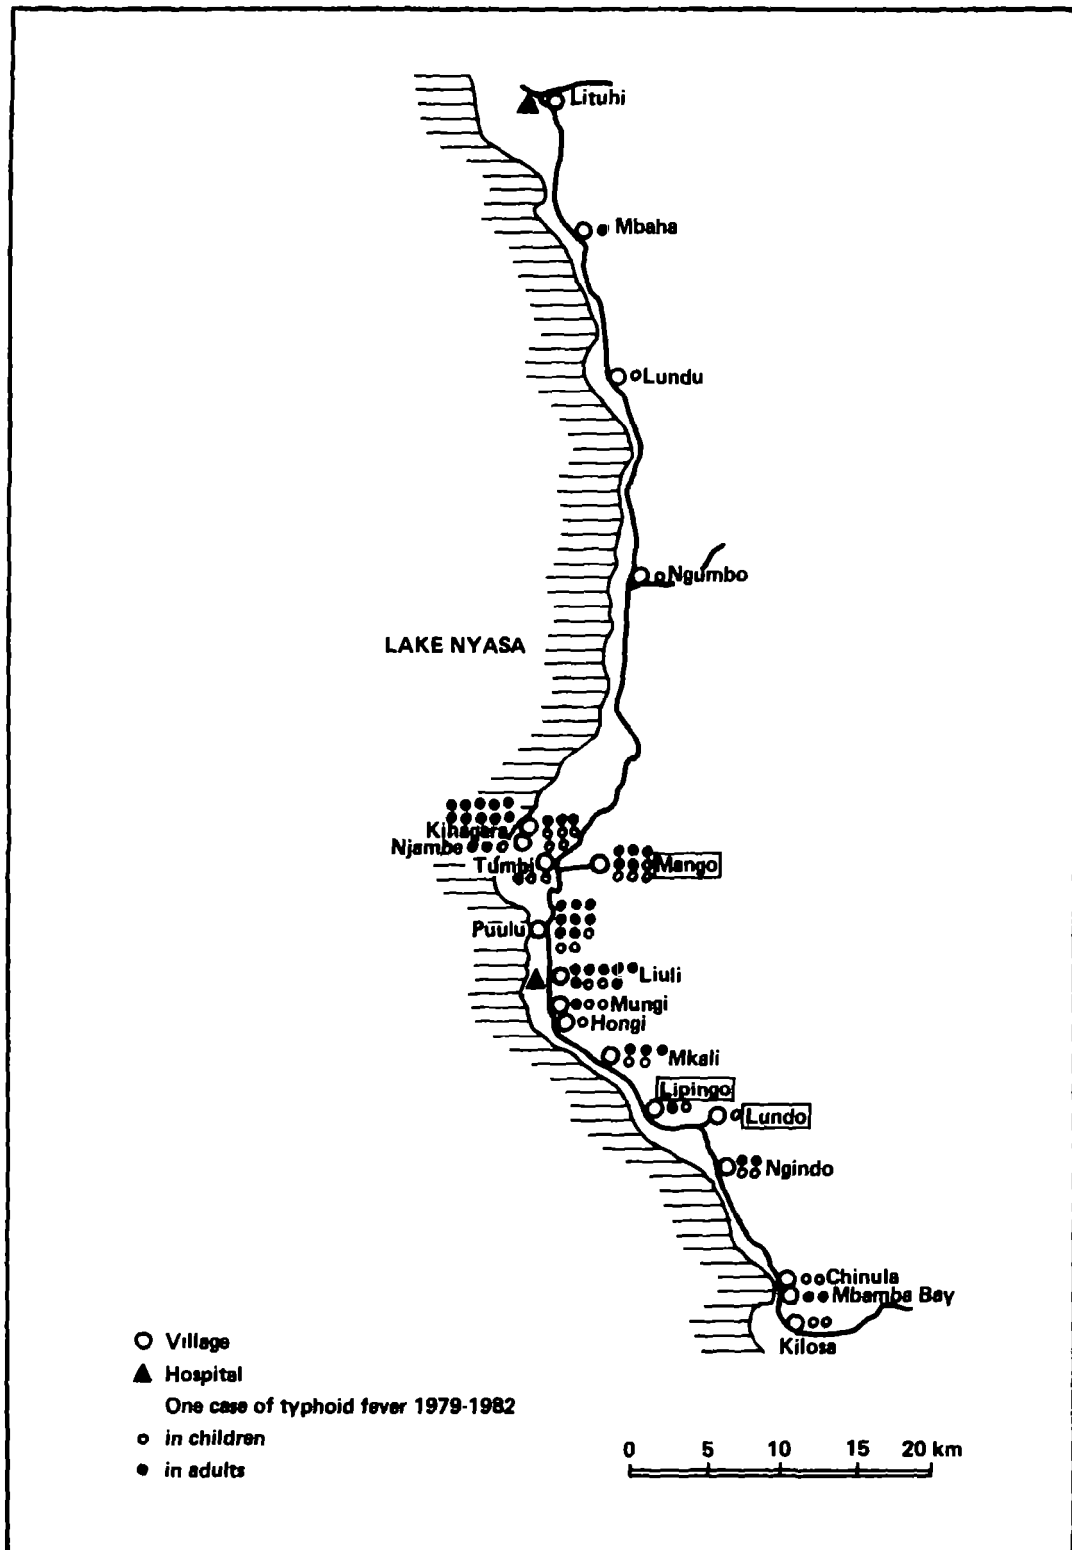 Lituhi
Mbaha
Lundu
Ngumbo
LAKE NYASA
Kihagara
Njambe
Tumbi
Mango
Puulu
Liuli
Mungi
Hongi
Mkali
Lipingo
Lundo
Ngindo
Chinula
Mbamba Bay
Kilosa
Village
Hospital
One case of typhoid fever 1979-1982
in children
in adults
0 5 10 15 20 km